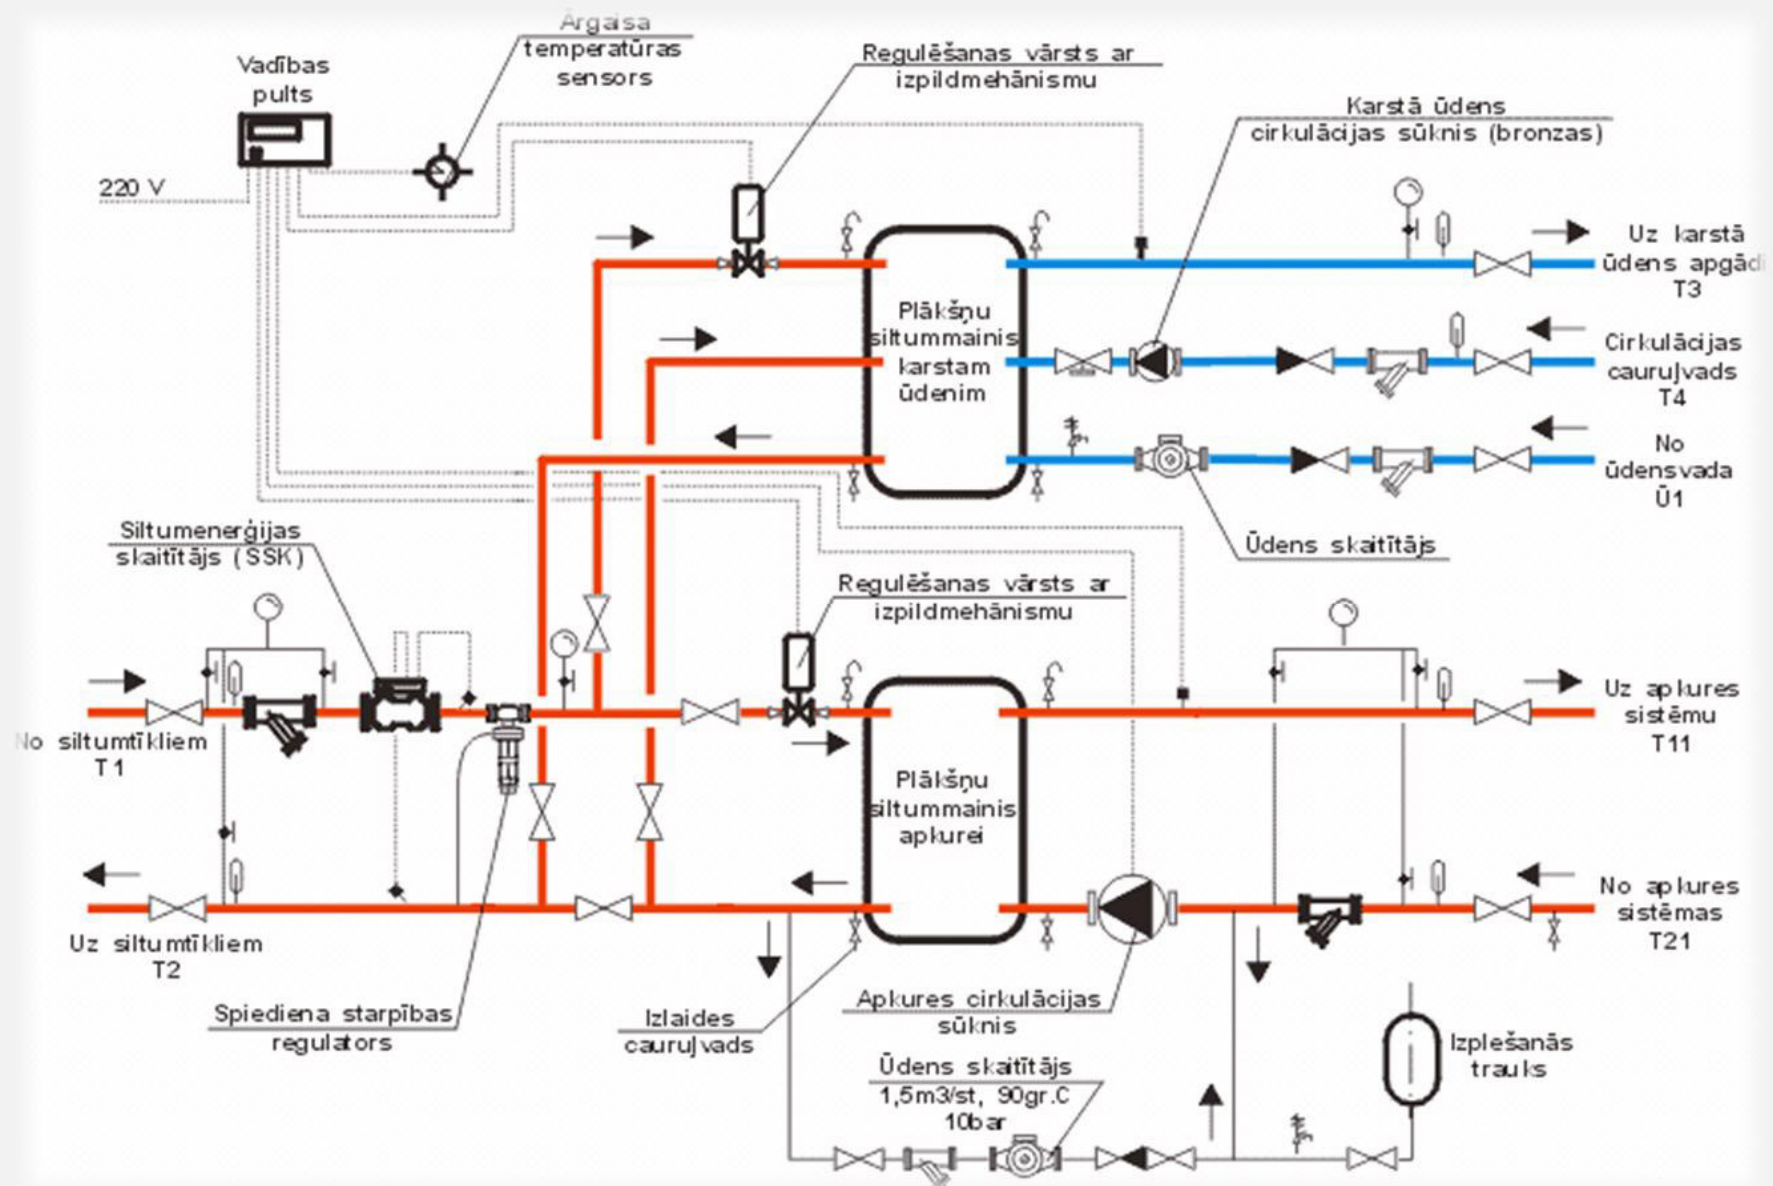 Ārgaisa
temperatūras
sensors
Vadības
pults
220 V
Regulēšanas vārsts ar
izpildmehānismu
Karstā ūdens
cirkulācijas sūknis (bronzas)
Uz karstā
ūdens apgādi
T3
Plākšņu
siltummainis
karstam
ūdenim
Cirkulācijas
cauruļvads
T4
No
ūdensvada
Ū1
Ūdens skaitītājs
Siltumenerģijas
skaitītājs (SSK)
Regulēšanas vārsts ar
izpildmehānismu
No siltumtīkliem
T1
Uz apkures
sistēmu
T11
Plākšņu
siltummainis
apkurei
Uz siltumtīkliem
T2
No apkures
sistēmas
T21
Spiediena starpības
regulators
Izlaides
cauruļvads
Apkures cirkulācijas
sūknis
Ūdens skaitītājs
1,5m3/st, 90gr.C
10bar
Izplešanās
trauks